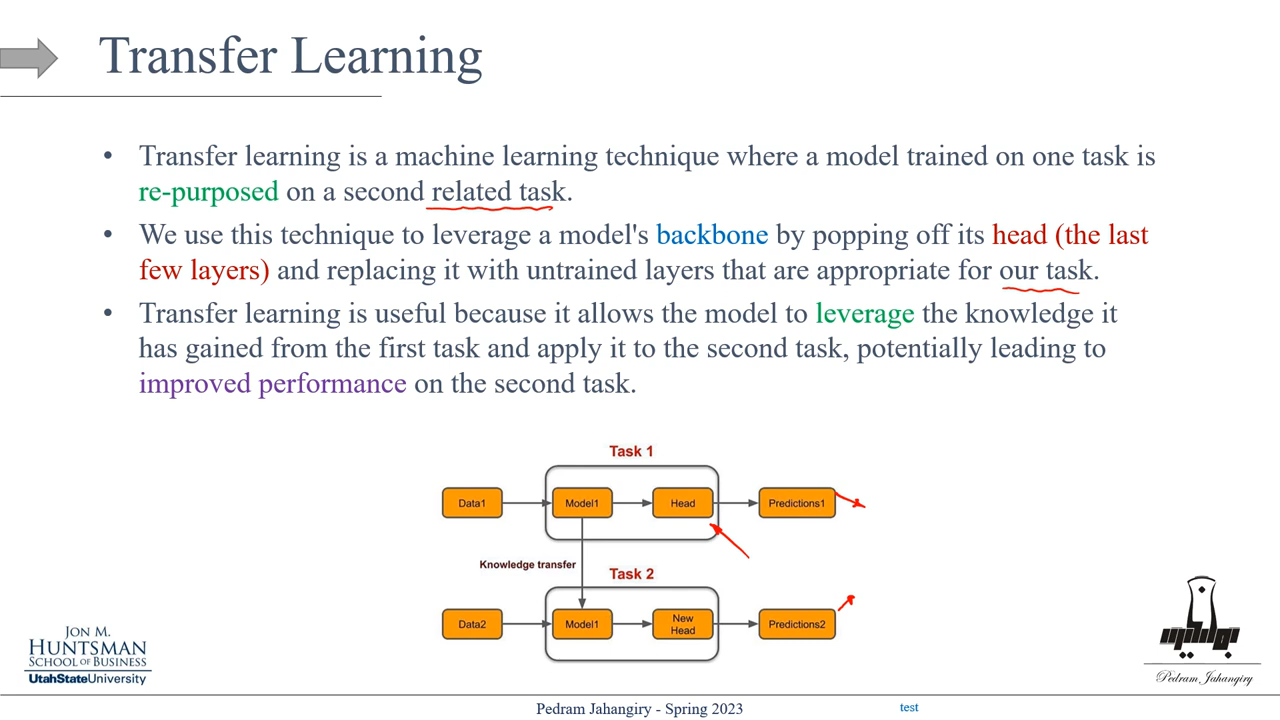 Transfer Learning
• Transfer learning is a machine learning technique where a model trained on one task is
re-purposed on a second related task.
• We use this technique to leverage a model's backbone by popping off its head (the last
few layers) and replacing it with untrained layers that are appropriate for our task.
• Transfer learning is useful because it allows the model to leverage the knowledge it
has gained from the first task and apply it to the second task, potentially leading to
improved performance on the second task.
Task 1
Data1
Model1
Head
Predictions1
Knowledge transfer
Task 2
Data2
Model1
New
Head
Predictions2
JON M.
HUNTSMAN
SCHOOL OF BUSINESS
UtahStateUniversity
Pedram Jahangiry
Pedram Jahangiry - Spring 2023
test